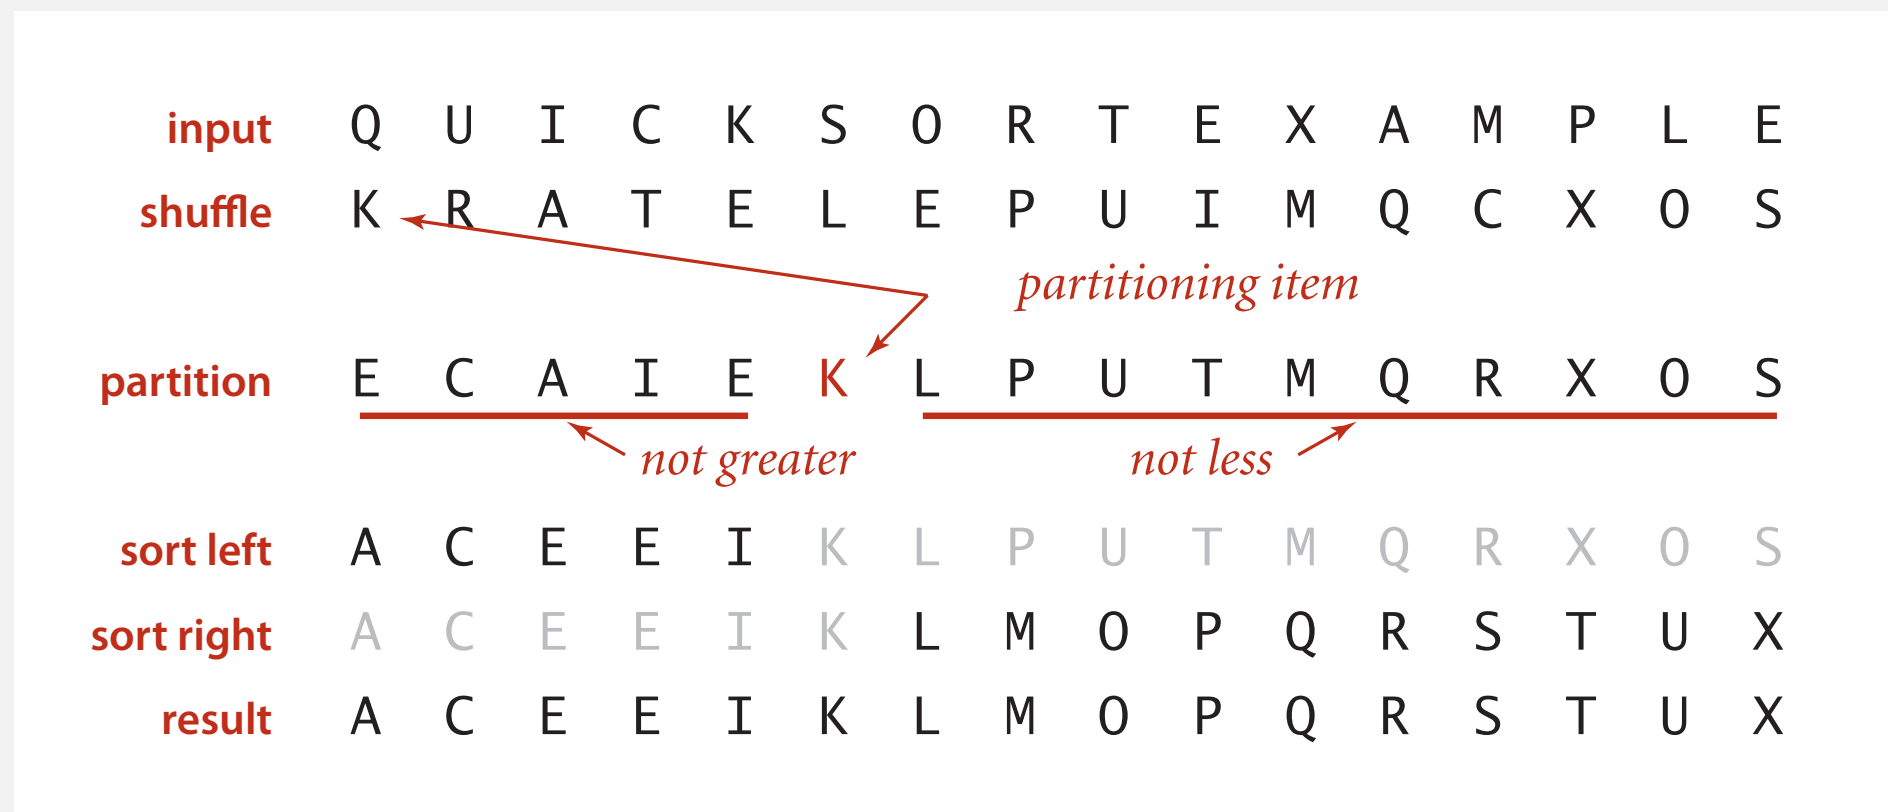 input Q U I C K S O R T E X A M P L E
shuffle K R A T E L E P U I M Q C X O S
partitioning item
partition E C A I E K L P U T M Q R X O S
not greater not less
sort left A C E E I K L P U T M Q R X O S
sort right A C E E I K L M O P Q R S T U X
result A C E E I K L M O P Q R S T U X